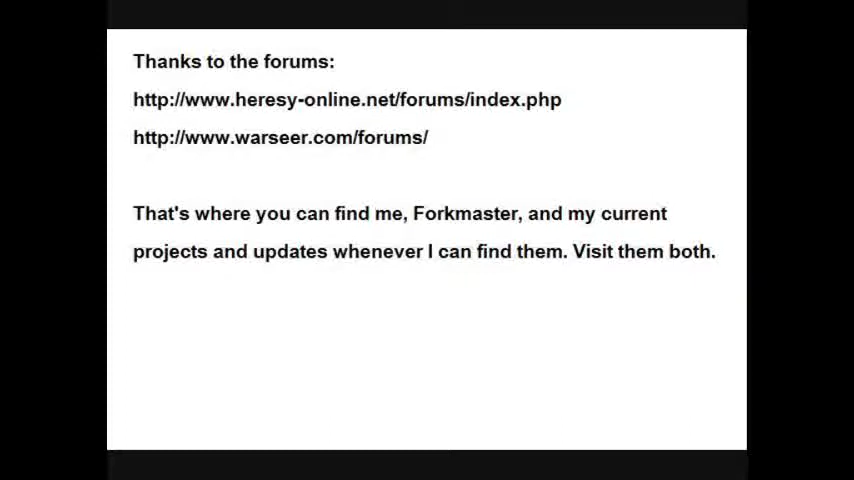 Thanks to the forums:
http://www.heresy-online.net/forums/index.php
http://www.warseer.com/forums/
That's where you can find me, Forkmaster, and my current
projects and updates whenever I can find them. Visit them both.